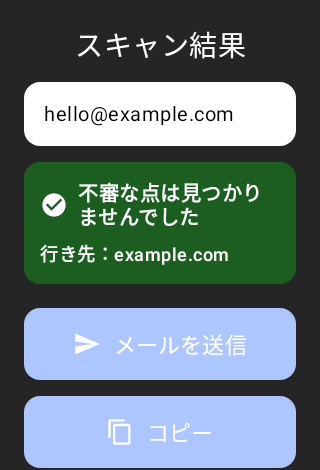 スキャン結果
hello@example.com
不審な点は見つかり
ませんでした
行き先：example.com
メールを送信
コピー